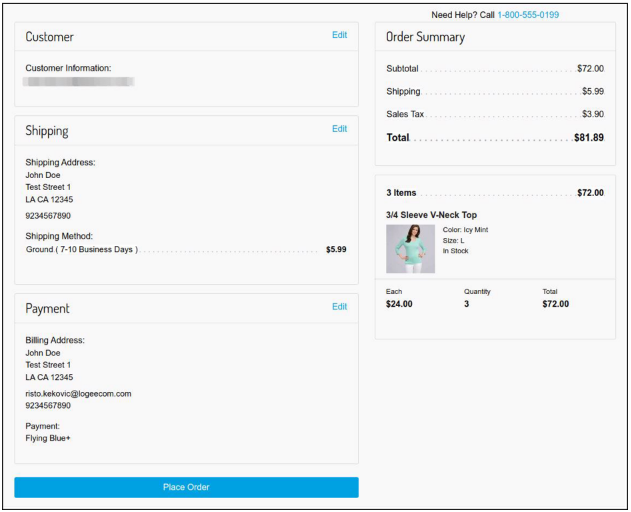 Need Help? Call 1-800-555-0199
Customer Edit
Customer Information:
Shipping Edit
Shipping Address:
John Doe
Test Street 1
LA CA 12345
9234567890
Shipping Method:
Ground ( 7-10 Business Days ) $5.99
Payment Edit
Billing Address:
John Doe
Test Street 1
LA CA 12345
risto.kekovic@logeecom.com
9234567890
Payment:
Flying Blue+
Place Order
Order Summary
Subtotal $72.00
Shipping $5.99
Sales Tax $3.90
Total $81.89
3 Items $72.00
3/4 Sleeve V-Neck Top
Color: Icy Mint
Size: L
In Stock
Each Quantity Total
$24.00 3 $72.00